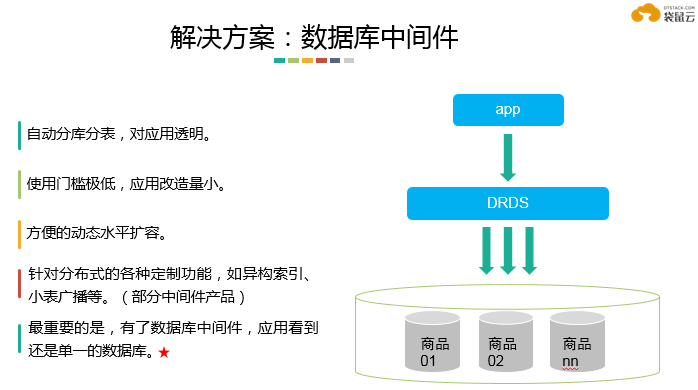 DTSTACK.COM
袋鼠云
解决方案：数据库中间件
自动分库分表，对应用透明。
使用门槛极低，应用改造量小。
方便的动态水平扩容。
针对分布式的各种定制功能，如异构索引、
小表广播等。（部分中间件产品）
最重要的是，有了数据库中间件，应用看到
还是单一的数据库。★
app
DRDS
商品
01
商品
02
商品
nn